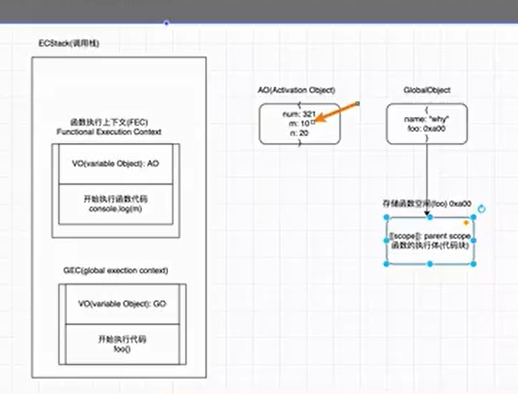 ECStack(调用栈)
函数执行上下文(FEC)
Functional Execution Context
VO(variable Object): AO
开始执行函数代码
console.log(m)
GEC(global exection context)
VO(variable Object): GO
开始执行代码
foo()
AO(Activation Object)
{
num: 321
m: 10
n: 20
}
GlobalObject
{
name: "why"
foo: 0xa00
}
存储函数空间(foo) 0xa00
[[scope]]: parent scope
函数的执行体(代码块)